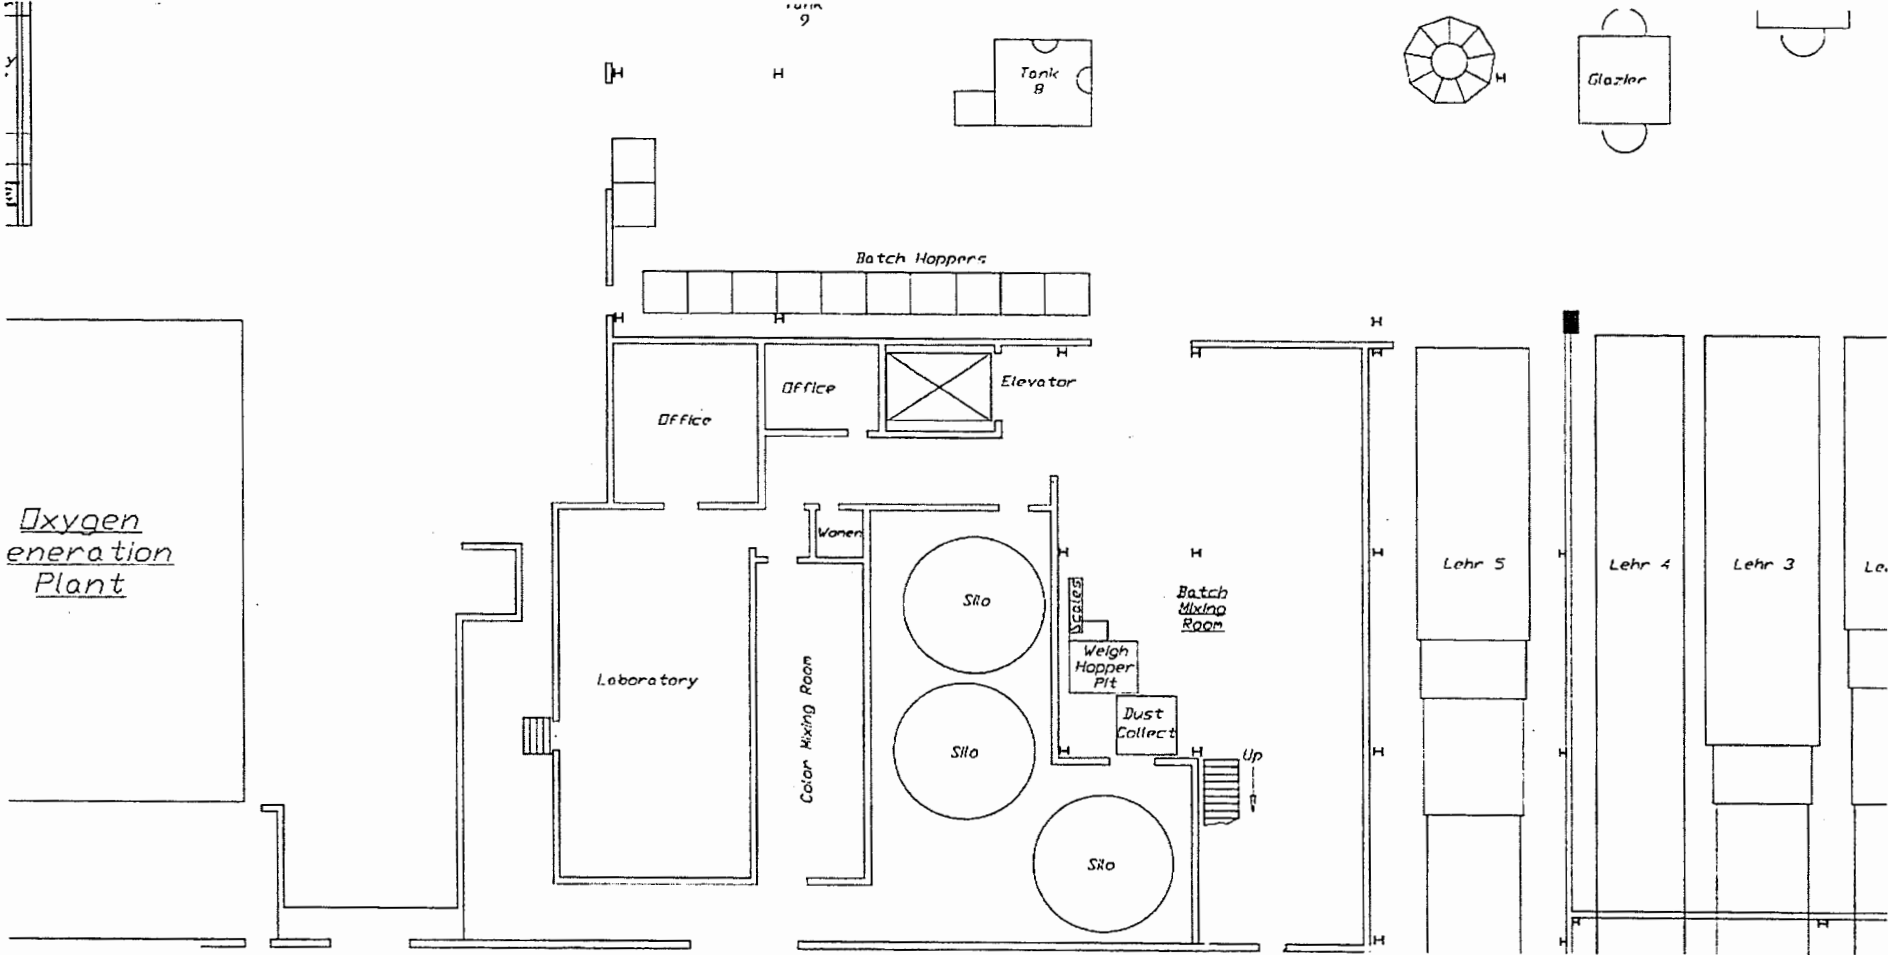 9
Tank
8
Glazier
Batch Hoppers
Elevator
Office
Office
Oxygen
eneration
Plant
Women
Silo
Scales
Batch
Mixing
Room
Lehr 5
Lehr 4
Lehr 3
Le
Weigh
Hopper
Pit
Laboratory
Color Mixing Room
Dust
Collect
Silo
Up
Silo